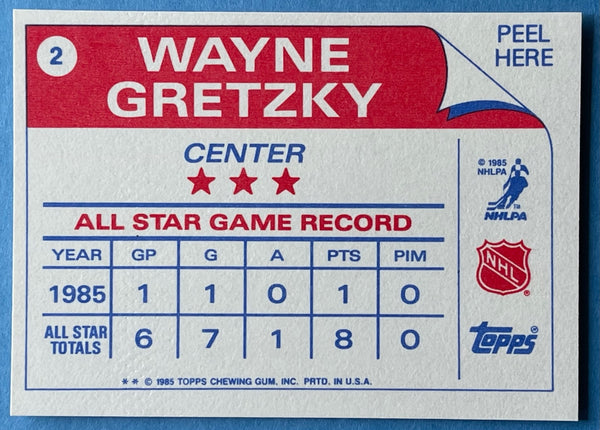 2
WAYNE
GRETZKY
PEEL
HERE
CENTER
ALL STAR GAME RECORD
YEAR GP G A PTS PIM
1985 1 1 0 1 0
ALL STAR
TOTALS 6 7 1 8 0
© 1985
NHLPA
TM
NHLPA
NHL ®
topps ®
** © 1985 TOPPS CHEWING GUM, INC. PRTD. IN U.S.A.